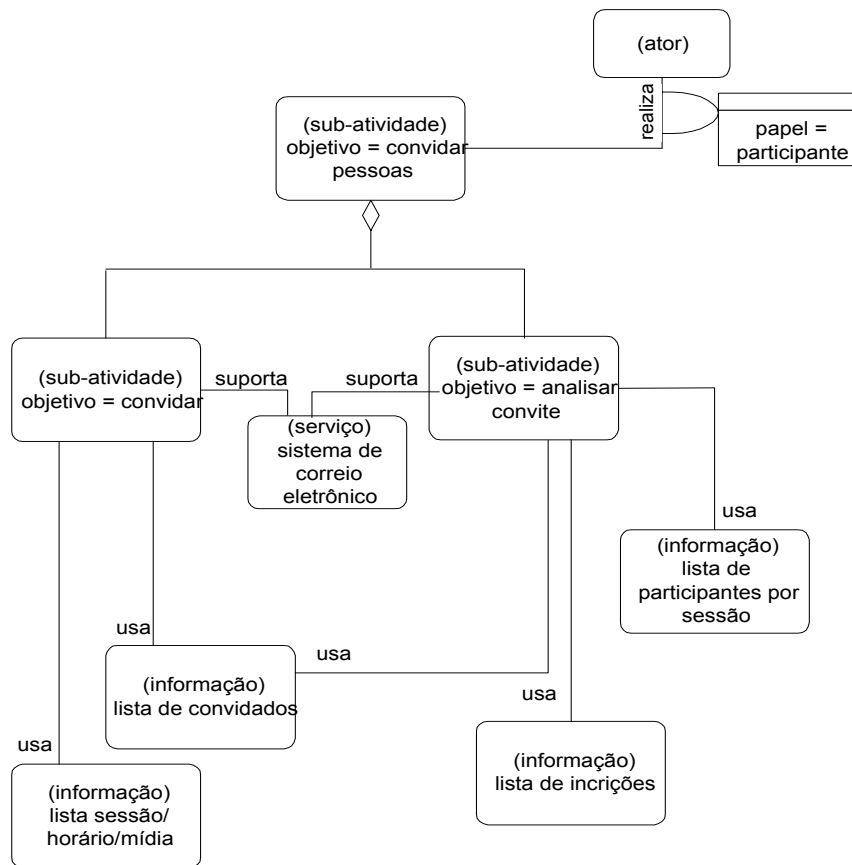 (ator)
realiza
papel =
participante
(sub-atividade)
objetivo = convidar
pessoas
(sub-atividade)
objetivo = convidar
suporta
suporta
(sub-atividade)
objetivo = analisar
convite
(serviço)
sistema de
correio
eletrônico
usa
(informação)
lista de
participantes por
sessão
usa
usa
(informação)
lista de convidados
usa
(informação)
lista de incrições
usa
(informação)
lista sessão/
horário/mídia